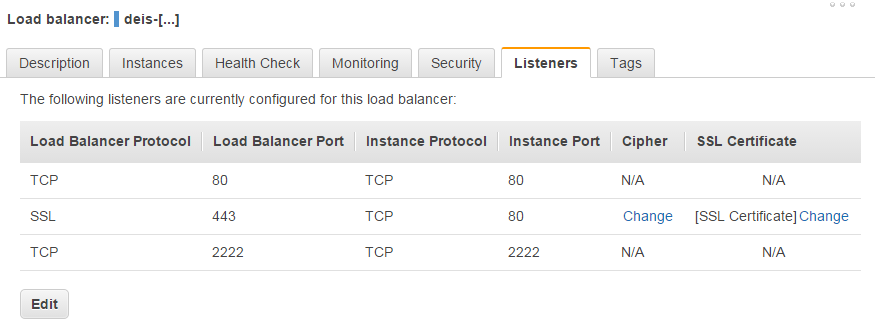 Load balancer: deis-[...]
Description Instances Health Check Monitoring Security Listeners Tags
The following listeners are currently configured for this load balancer:
Load Balancer Protocol Load Balancer Port Instance Protocol Instance Port Cipher SSL Certificate
TCP 80 TCP 80 N/A N/A
SSL 443 TCP 80 Change [SSL Certificate] Change
TCP 2222 TCP 2222 N/A N/A
Edit